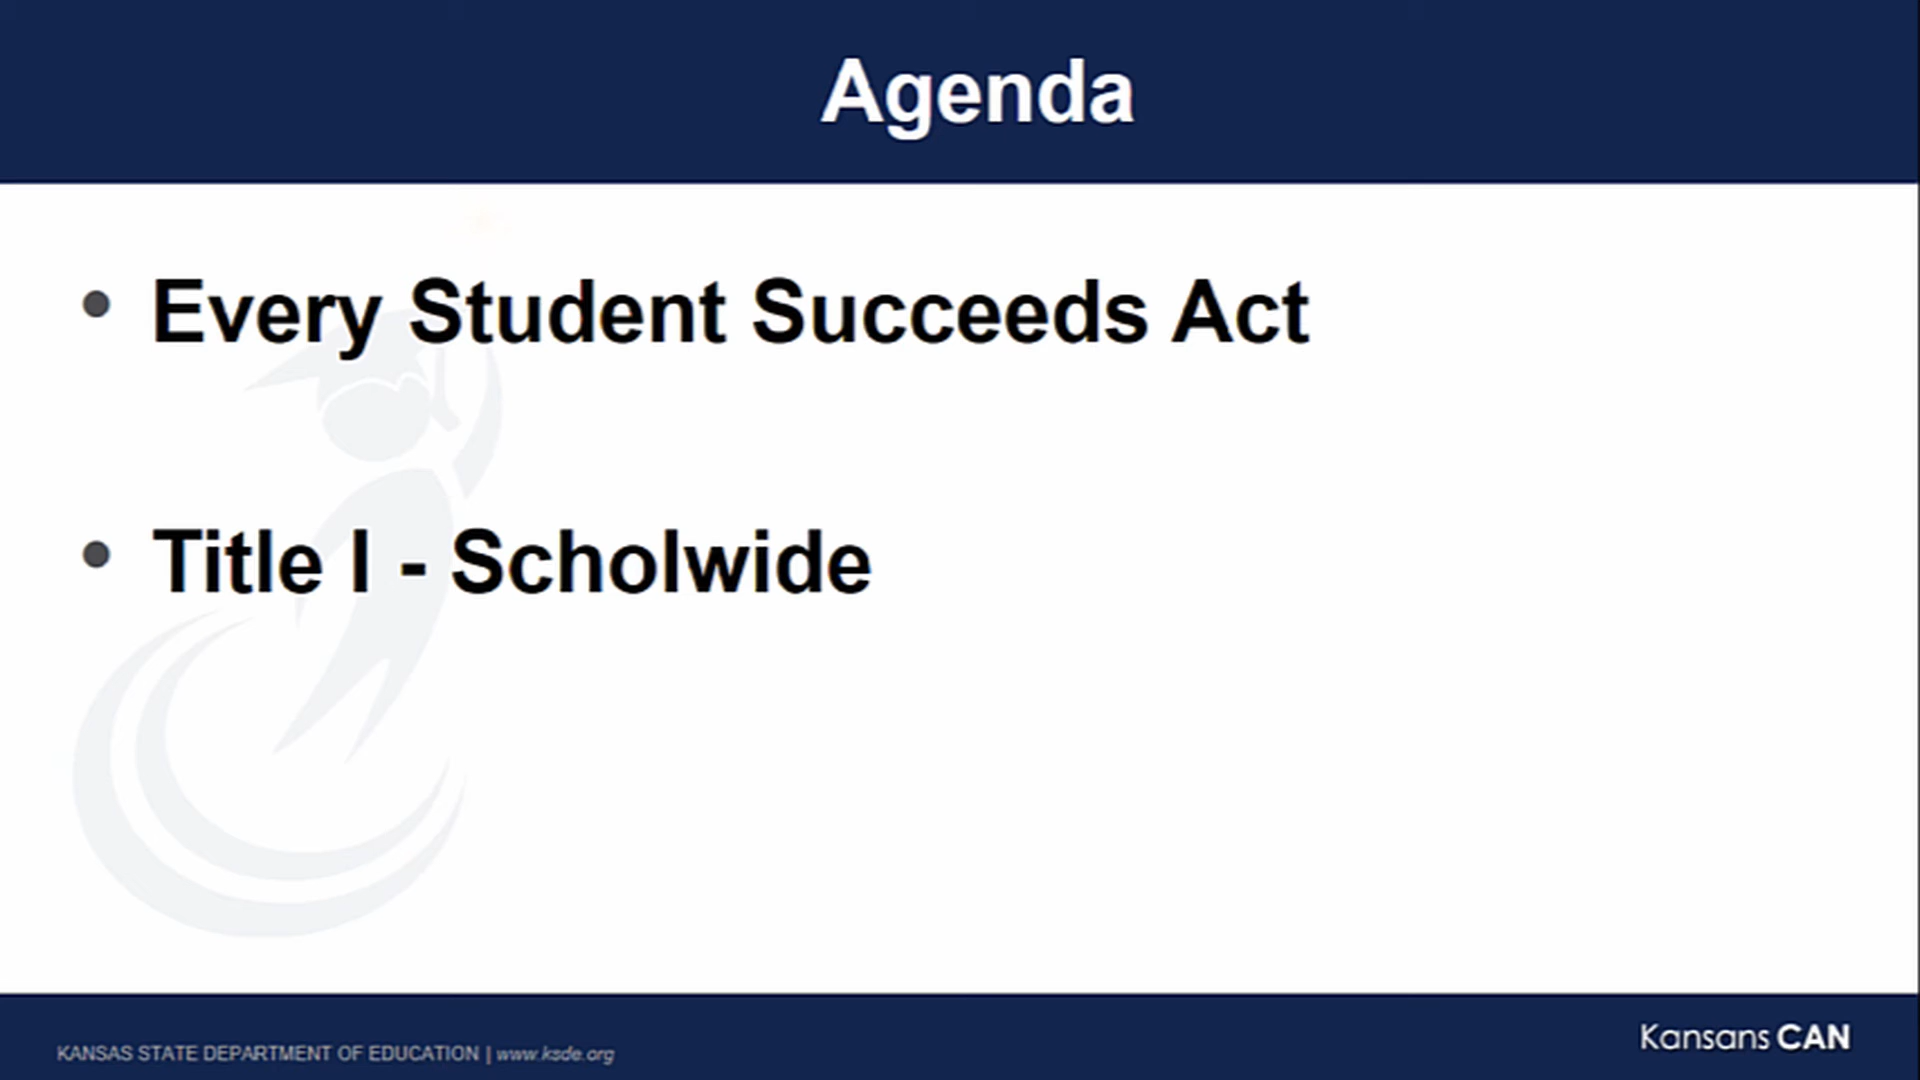 Agenda
• Every Student Succeeds Act
• Title I - Scholwide
KANSAS STATE DEPARTMENT OF EDUCATION | www.ksde.org
Kansans CAN